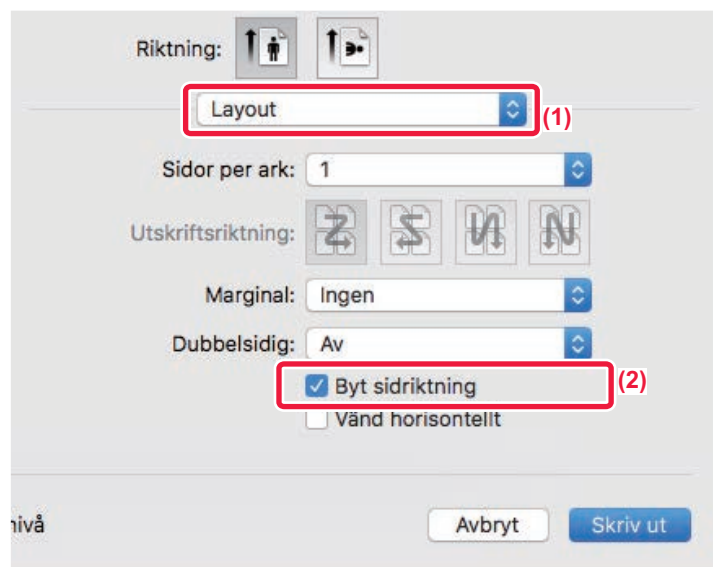 Riktning:
Layout
(1)
Sidor per ark: 1
Utskriftsriktning:
Marginal: Ingen
Dubbelsidig: Av
Byt sidriktning
(2)
Vänd horisontellt
nivå
Avbryt
Skriv ut